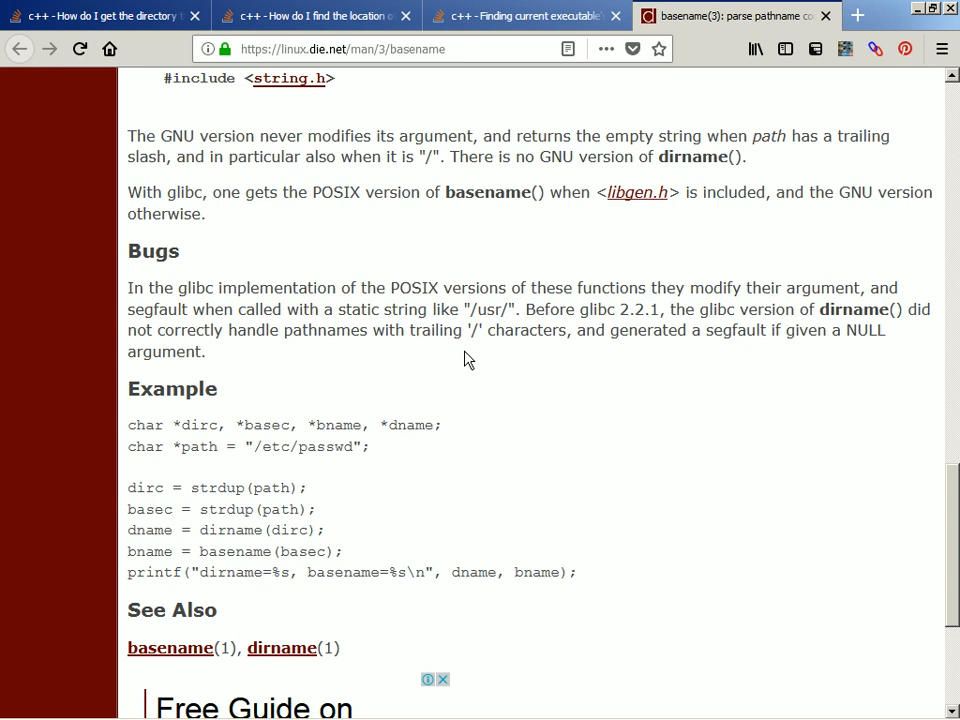 c++ - How do I get the directory t
c++ - How do I find the location o
c++ - Finding current executable's
basename(3): parse pathname co
https://linux.die.net/man/3/basename
#include <string.h>
The GNU version never modifies its argument, and returns the empty string when path has a trailing
slash, and in particular also when it is "/". There is no GNU version of dirname().
With glibc, one gets the POSIX version of basename() when <libgen.h> is included, and the GNU version
otherwise.
Bugs
In the glibc implementation of the POSIX versions of these functions they modify their argument, and
segfault when called with a static string like "/usr/". Before glibc 2.2.1, the glibc version of dirname() did
not correctly handle pathnames with trailing '/' characters, and generated a segfault if given a NULL
argument.
Example
char *dirc, *basec, *bname, *dname;
char *path = "/etc/passwd";
dirc = strdup(path);
basec = strdup(path);
dname = dirname(dirc);
bname = basename(basec);
printf("dirname=%s, basename=%s\n", dname, bname);
See Also
basename(1), dirname(1)
Free Guide on